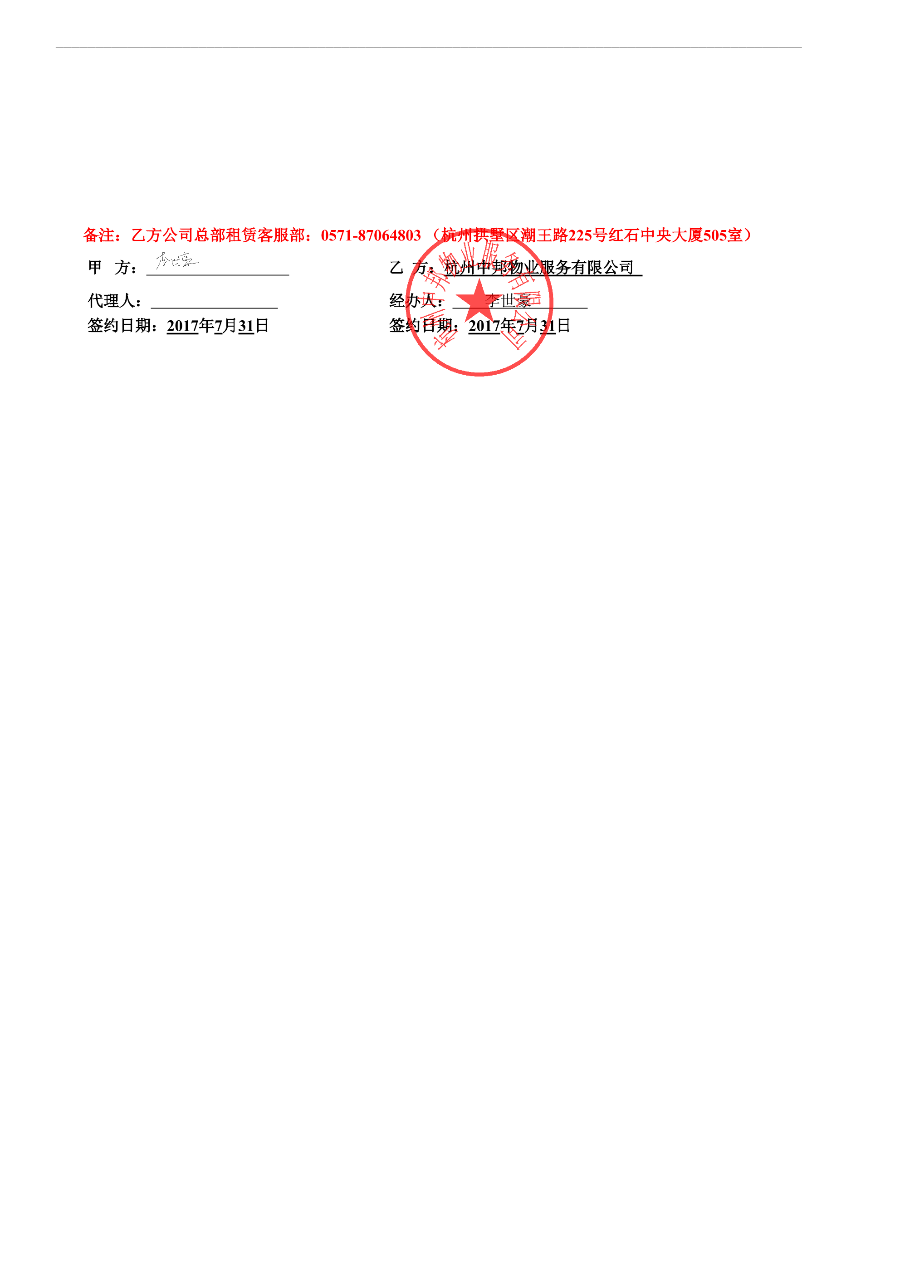 备注：乙方公司总部租赁客服部：0571-87064803 （杭州拱墅区潮王路225号红石中央大厦505室）
甲 方：李世豪 乙 方：杭州中邦物业服务有限公司
代理人： 经办人：李世豪
签约日期：2017年7月31日 签约日期：2017年7月31日
杭州中邦物业服务有限公司